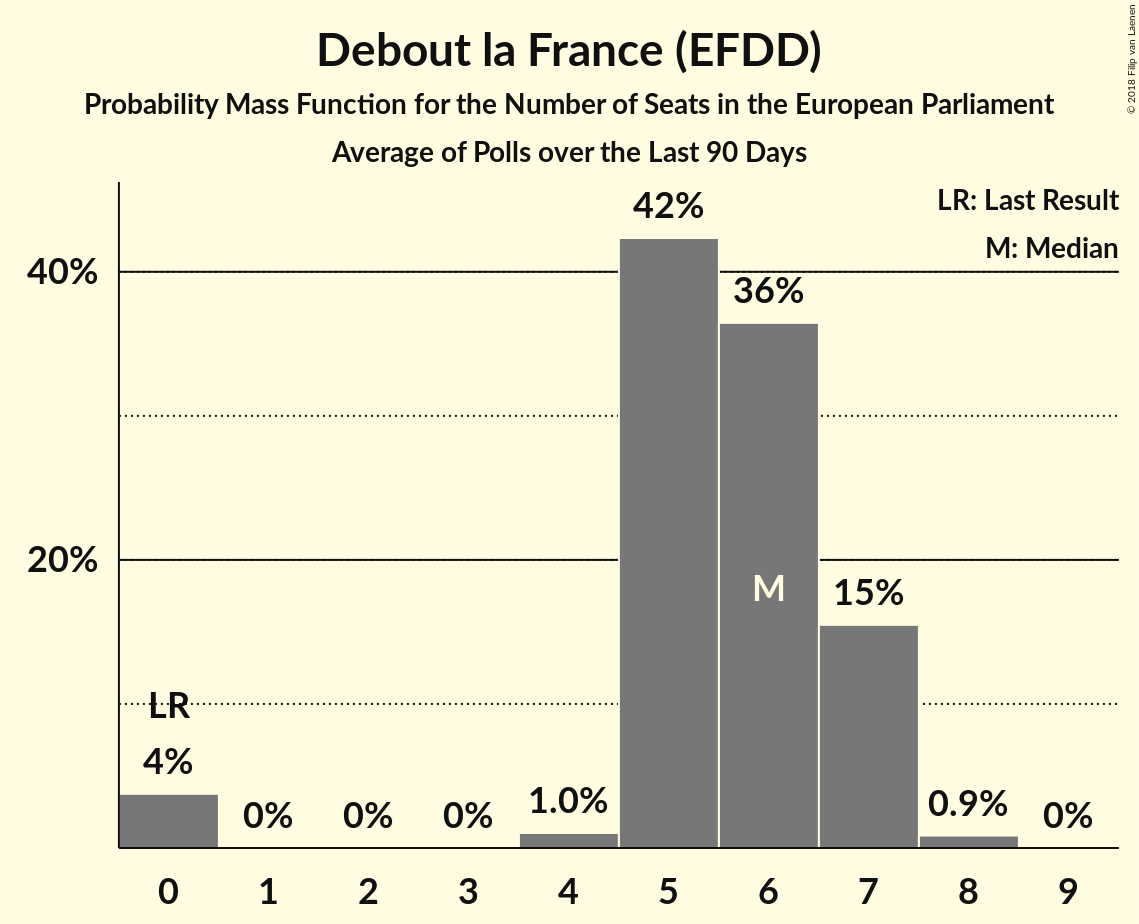 Debout la France (EFDD)
Probability Mass Function for the Number of Seats in the European Parliament
Average of Polls over the Last 90 Days
© 2018 Filip van Laenen
LR: Last Result
M: Median
42%
40%
36%
20%
M
15%
LR
4%
0%
0%
0%
1.0%
0.9%
0%
0 1 2 3 4 5 6 7 8 9